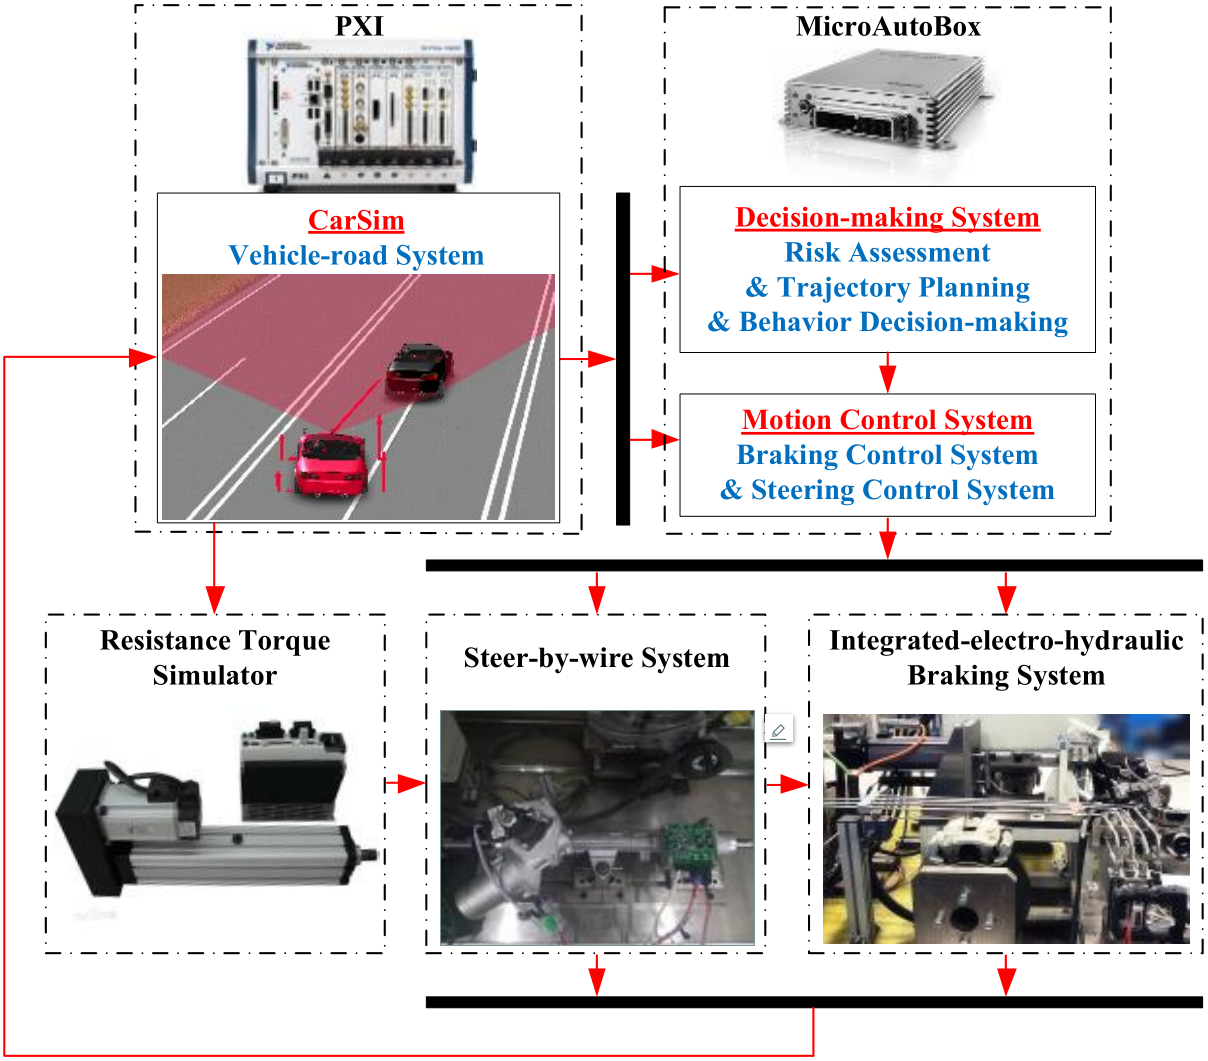 PXI
MicroAutoBox
PXI
CarSim
Vehicle-road System
Decision-making System
Risk Assessment
& Trajectory Planning
& Behavior Decision-making
Motion Control System
Braking Control System
& Steering Control System
Resistance Torque
Simulator
Steer-by-wire System
Integrated-electro-hydraulic
Braking System